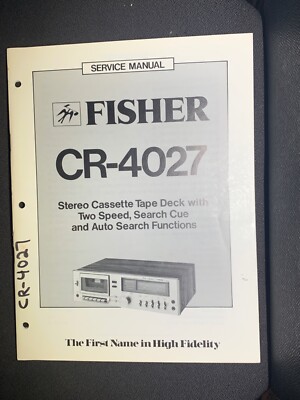 SERVICE MANUAL
FISHER
CR-4027
Stereo Cassette Tape Deck with
Two Speed, Search Cue
and Auto Search Functions
CR-4027
The First Name in High Fidelity